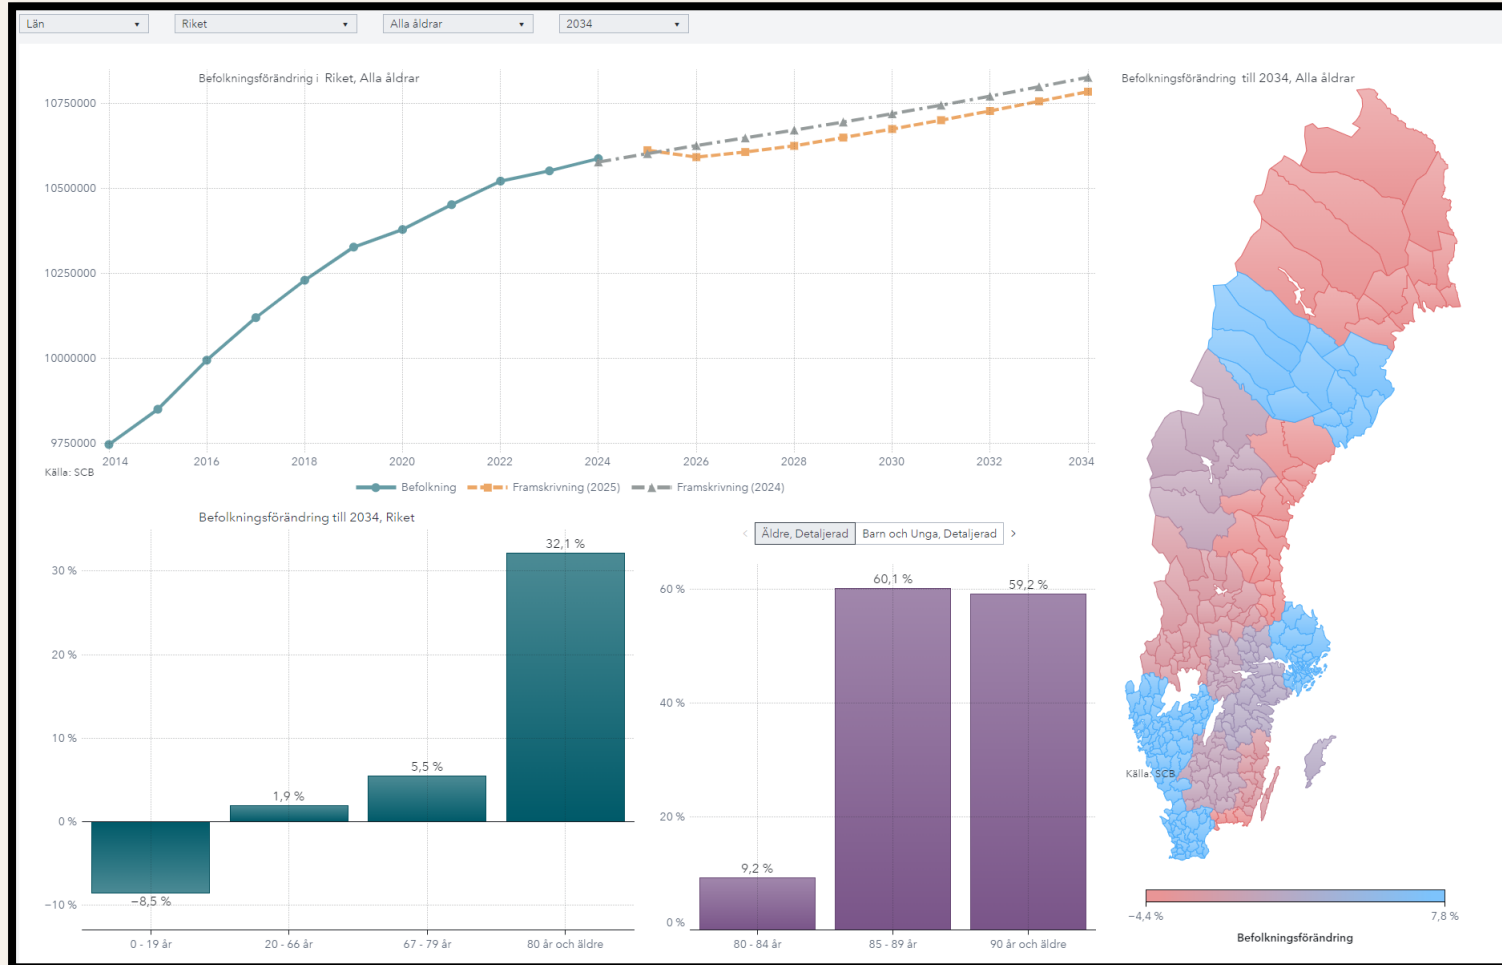 Län
Riket
Alla åldrar
2034
Befolkningsförändring i Riket, Alla åldrar
10750000
10500000
10250000
10000000
9750000
2014 2016 2018 2020 2022 2024 2026 2028 2030 2032 2034
Källa: SCB
Befolkning Framskrivning (2025) Framskrivning (2024)
Befolkningsförändring till 2034, Riket
30 %
20 %
10 %
0 %
−10 %
−8,5 %
1,9 %
5,5 %
32,1 %
0 - 19 år 20 - 66 år 67 - 79 år 80 år och äldre
Äldre, Detaljerad Barn och Unga, Detaljerad
60 %
40 %
20 %
0 %
9,2 %
60,1 %
59,2 %
80 - 84 år 85 - 89 år 90 år och äldre
Befolkningsförändring till 2034, Alla åldrar
Källa: SCB
−4,4 % 7,8 %
Befolkningsförändring